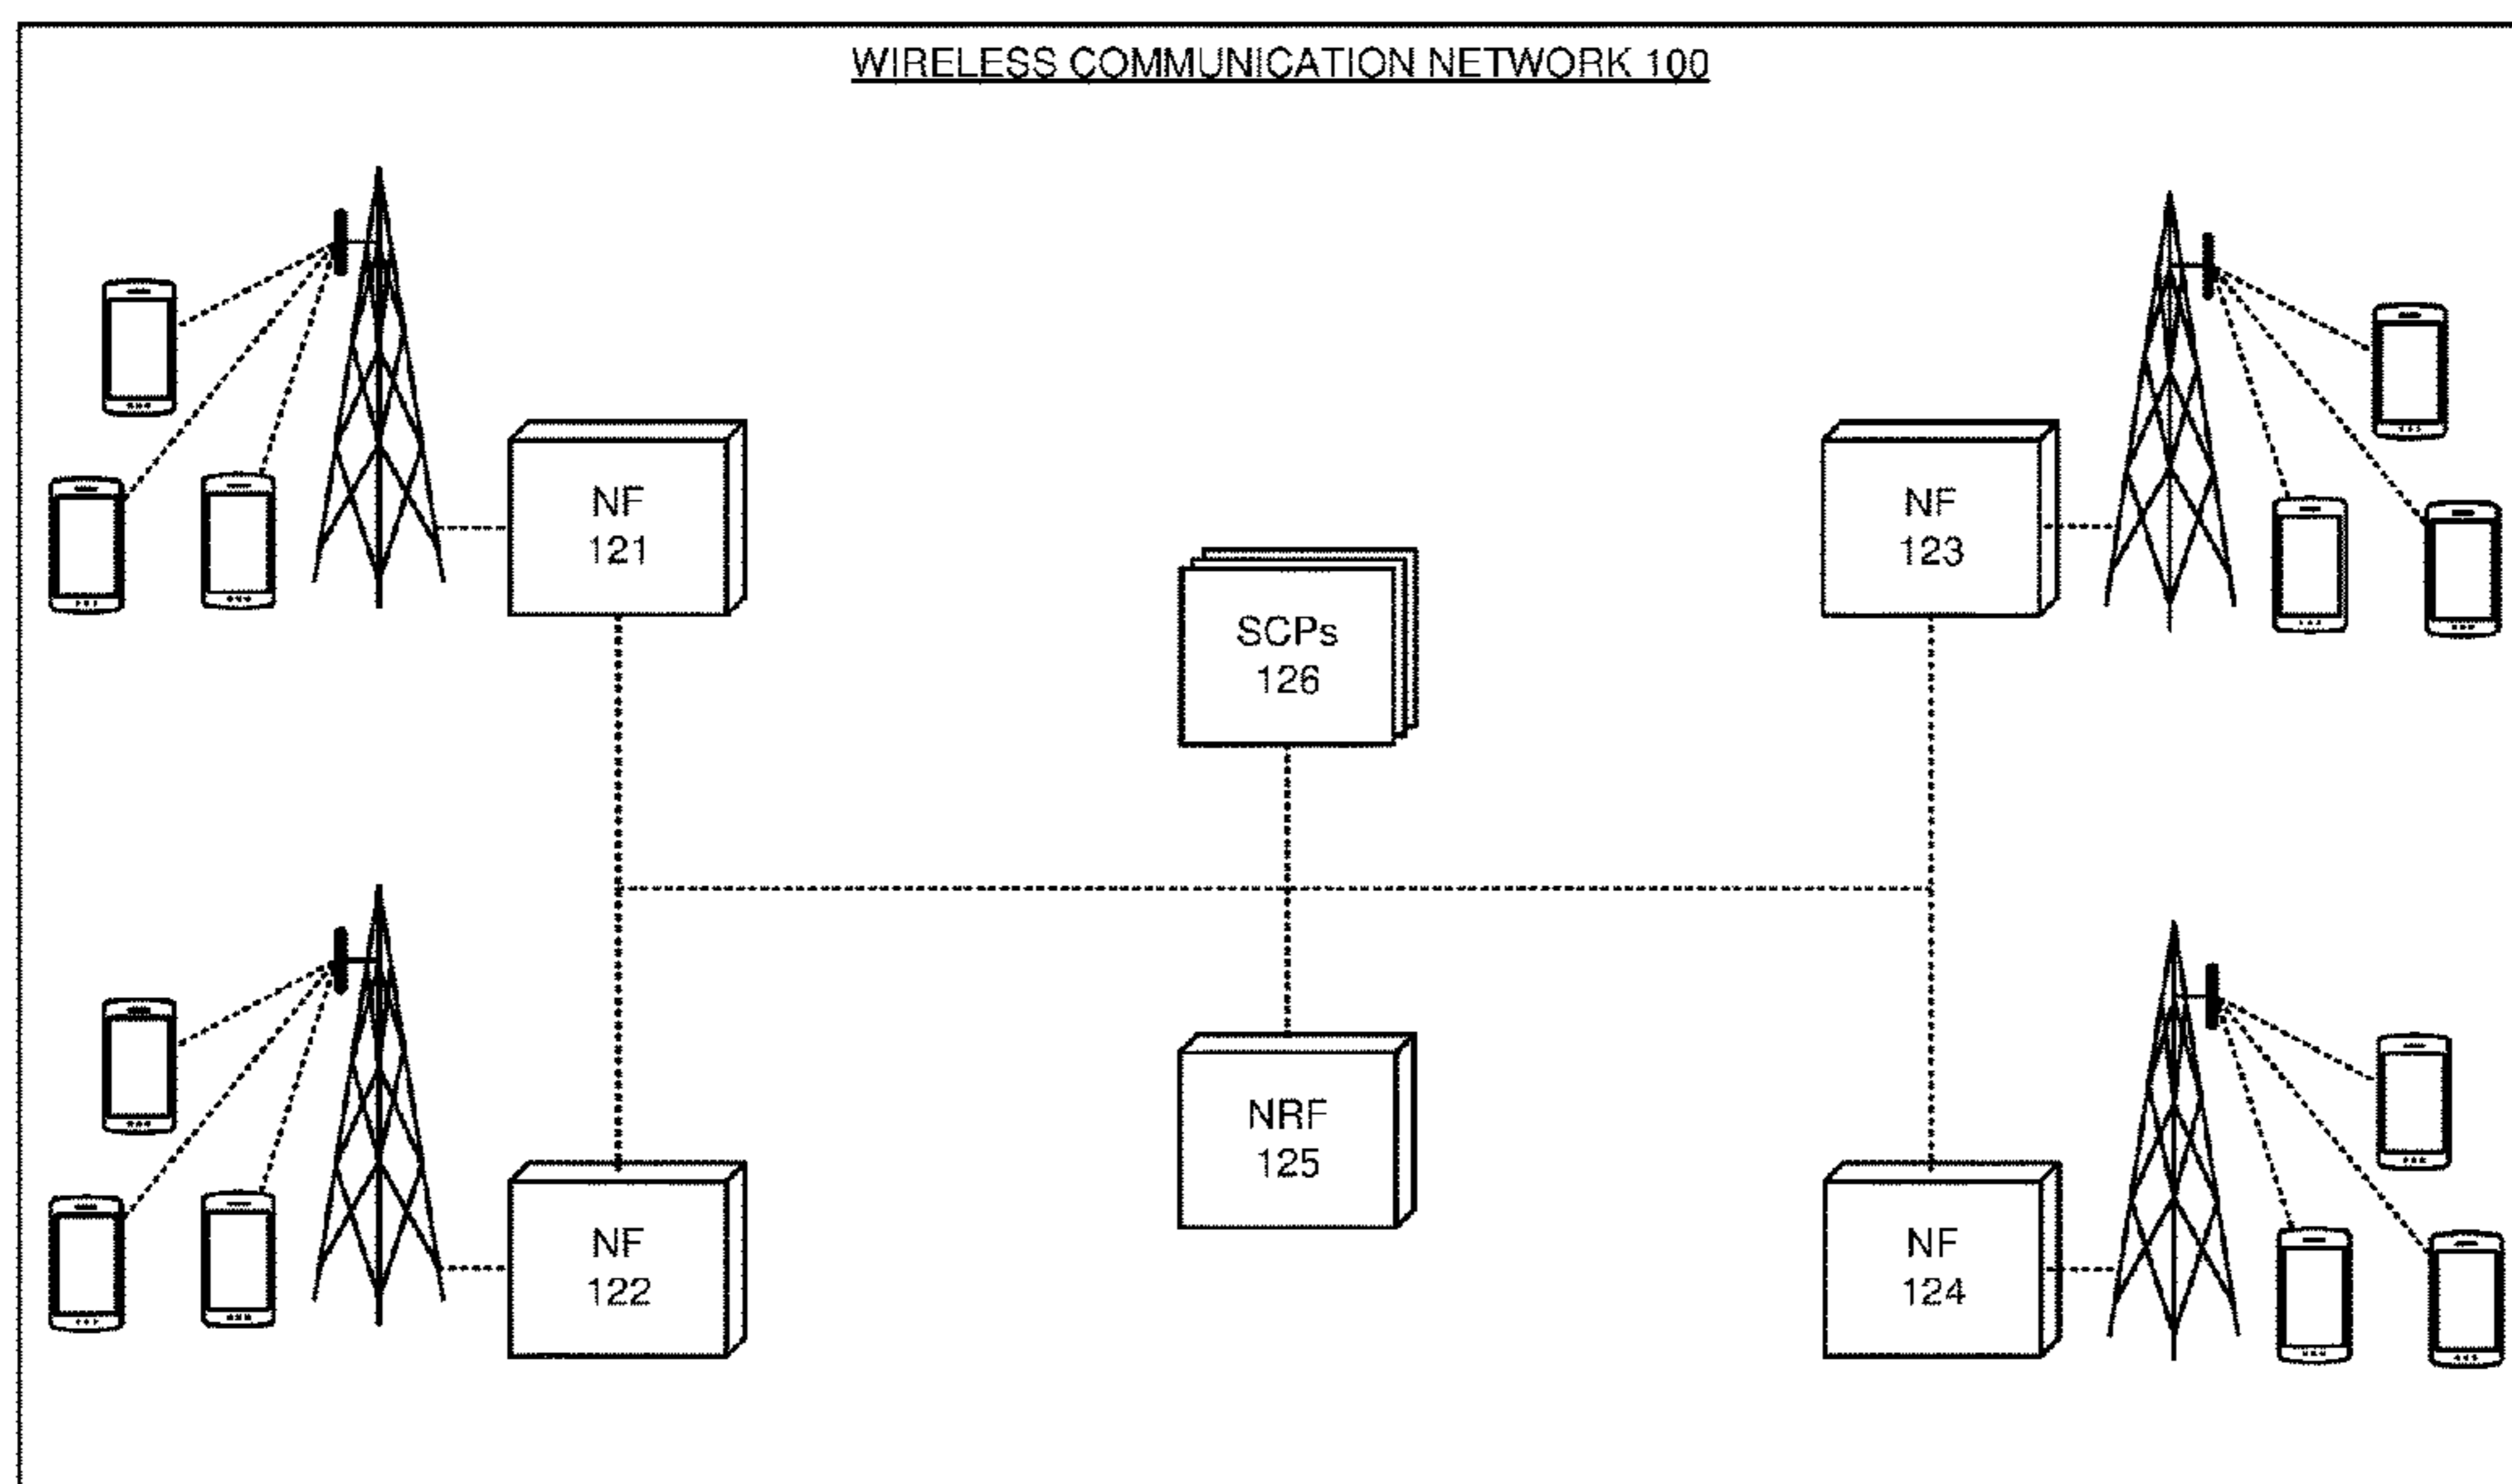 WIRELESS COMMUNICATION NETWORK 100
NF
121
NF
123
SCPs
126
NRF
125
NF
122
NF
124